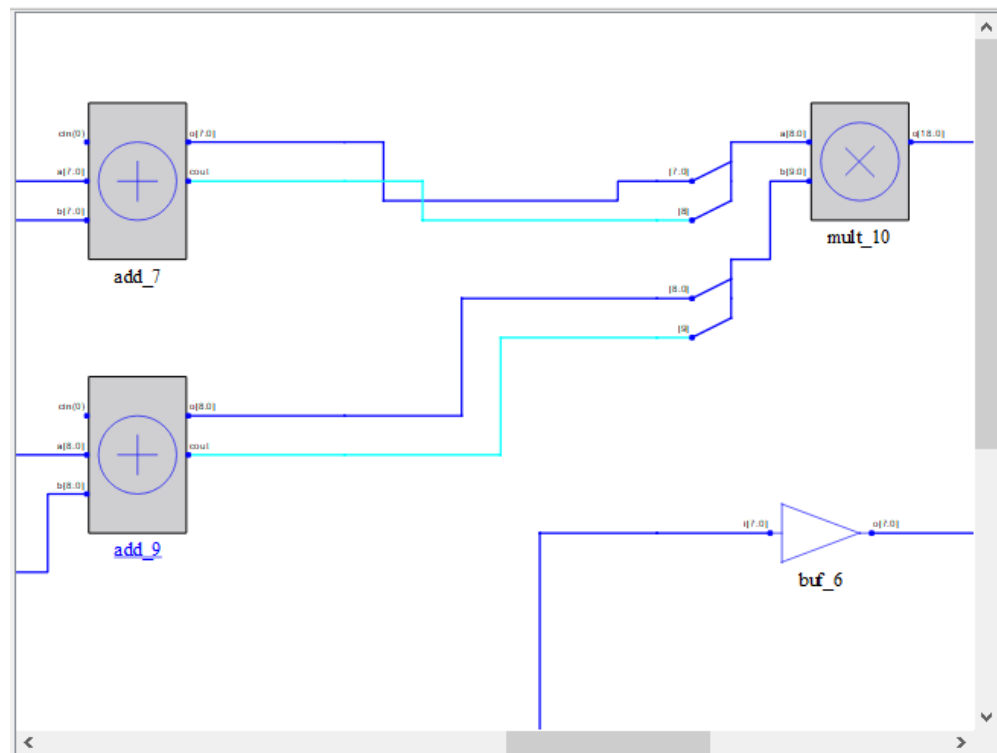 cin(0) o[7.0]
a[7.0] cout
b[7.0]
add_7
[7.0]
[8]
a[8.0] o[18.0]
b[9.0]
mult_10
[8.0]
[9]
cin(0) o[8.0]
a[8.0] cout
b[8.0]
add_9
i[7.0] o[7.0]
buf_6